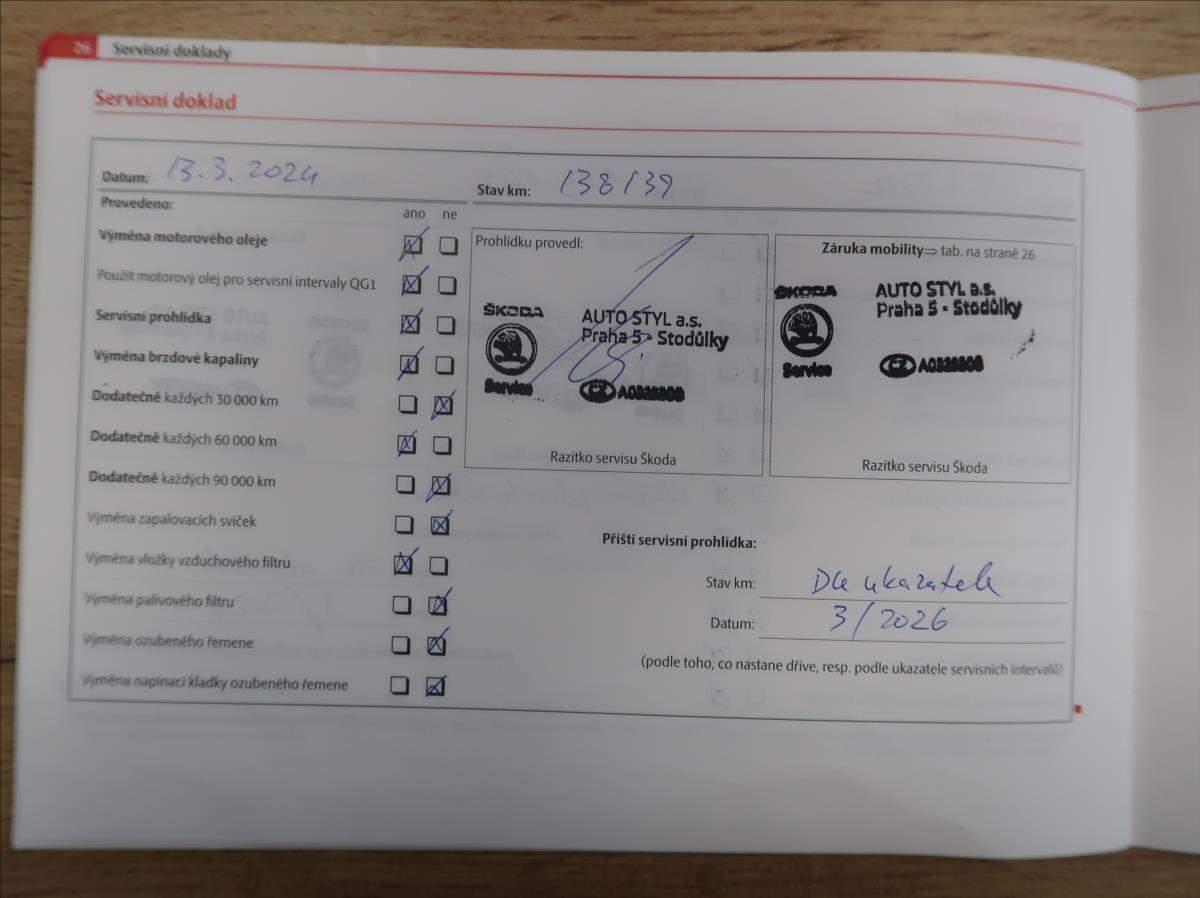 26 Servisní doklady
Servisní doklad
Datum: 13.3.2024
Stav km: 138139
Provedeno:
ano ne
Výměna motorového oleje
Použit motorový olej pro servisní intervaly QG1
Servisní prohlídka
Výměna brzdové kapaliny
Dodatečně každých 30 000 km
Dodatečně každých 60 000 km
Dodatečně každých 90 000 km
Výměna zapalovacích svíček
Výměna vložky vzduchového filtru
Výměna palivového filtru
Výměna ozubeného řemene
Výměna napínací kladky ozubeného řemene
Prohlídku provedl:
ŠKODA
AUTO STYL a.s.
Praha 5 - Stodůlky
Service
CZ
Razítko servisu Škoda
Záruka mobility⇒ tab. na straně 26
ŠKODA
AUTO STYL a.s.
Praha 5 - Stodůlky
Service
CZ
Razítko servisu Škoda
Příští servisní prohlídka:
Stav km: Dle ukazatele
Datum: 3/2026
(podle toho, co nastane dříve, resp. podle ukazatele servisních intervalů)